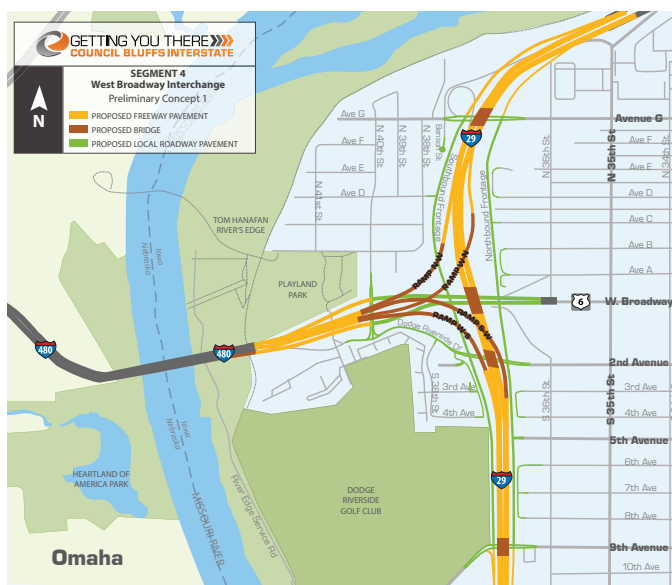 GETTING YOU THERE
COUNCIL BLUFFS INTERSTATE
SEGMENT 4
West Broadway Interchange
Preliminary Concept 1
N
PROPOSED FREEWAY PAVEMENT
PROPOSED BRIDGE
PROPOSED LOCAL ROADWAY PAVEMENT
Ave G
Avenue G
Ave F
Ave F
Ave E
Ave E
Ave D
Ave D
Ave C
Ave B
Ave A
N 41st St.
N 40th St.
N 39th St.
N 38th St.
Benson St.
Southbound Frontage
Northbound Frontage
N 36th St.
N 35th St
N 34th St.
29
TOM HANAFAN
RIVER'S EDGE
Iowa
Nebraska
PLAYLAND
PARK
RAMP N-W
RAMP W-N
RAMP S-W
RAMP W-S
6
W. Broadway
480
480
Dodge Riverside Dr
2nd Avenue
3rd Ave
3rd Ave
4th Ave
4th Ave
S 36th St.
S 35th St
5th Avenue
6th Ave
7th Ave
8th Ave
9th Avenue
10th Ave
29
Iowa
Nebraska
HEARTLAND OF
AMERICA PARK
MISSOURI RIVER
River Edge Service Rd
DODGE
RIVERSIDE
GOLF CLUB
Omaha